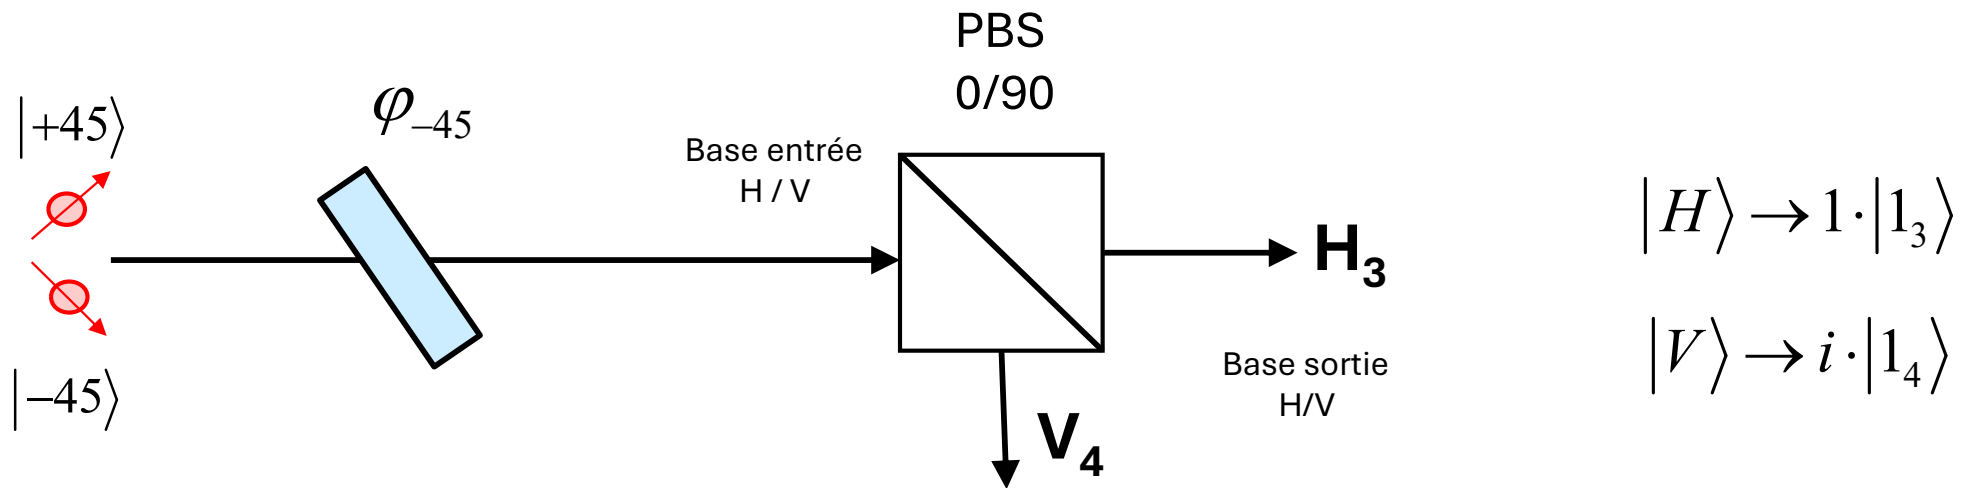 PBS
0/90
|+45⟩
φ₋₄₅
Base entrée
H / V
|−45⟩
H₃
V₄
Base sortie
H/V
|H⟩ → 1·|1₃⟩
|V⟩ → i·|1₄⟩